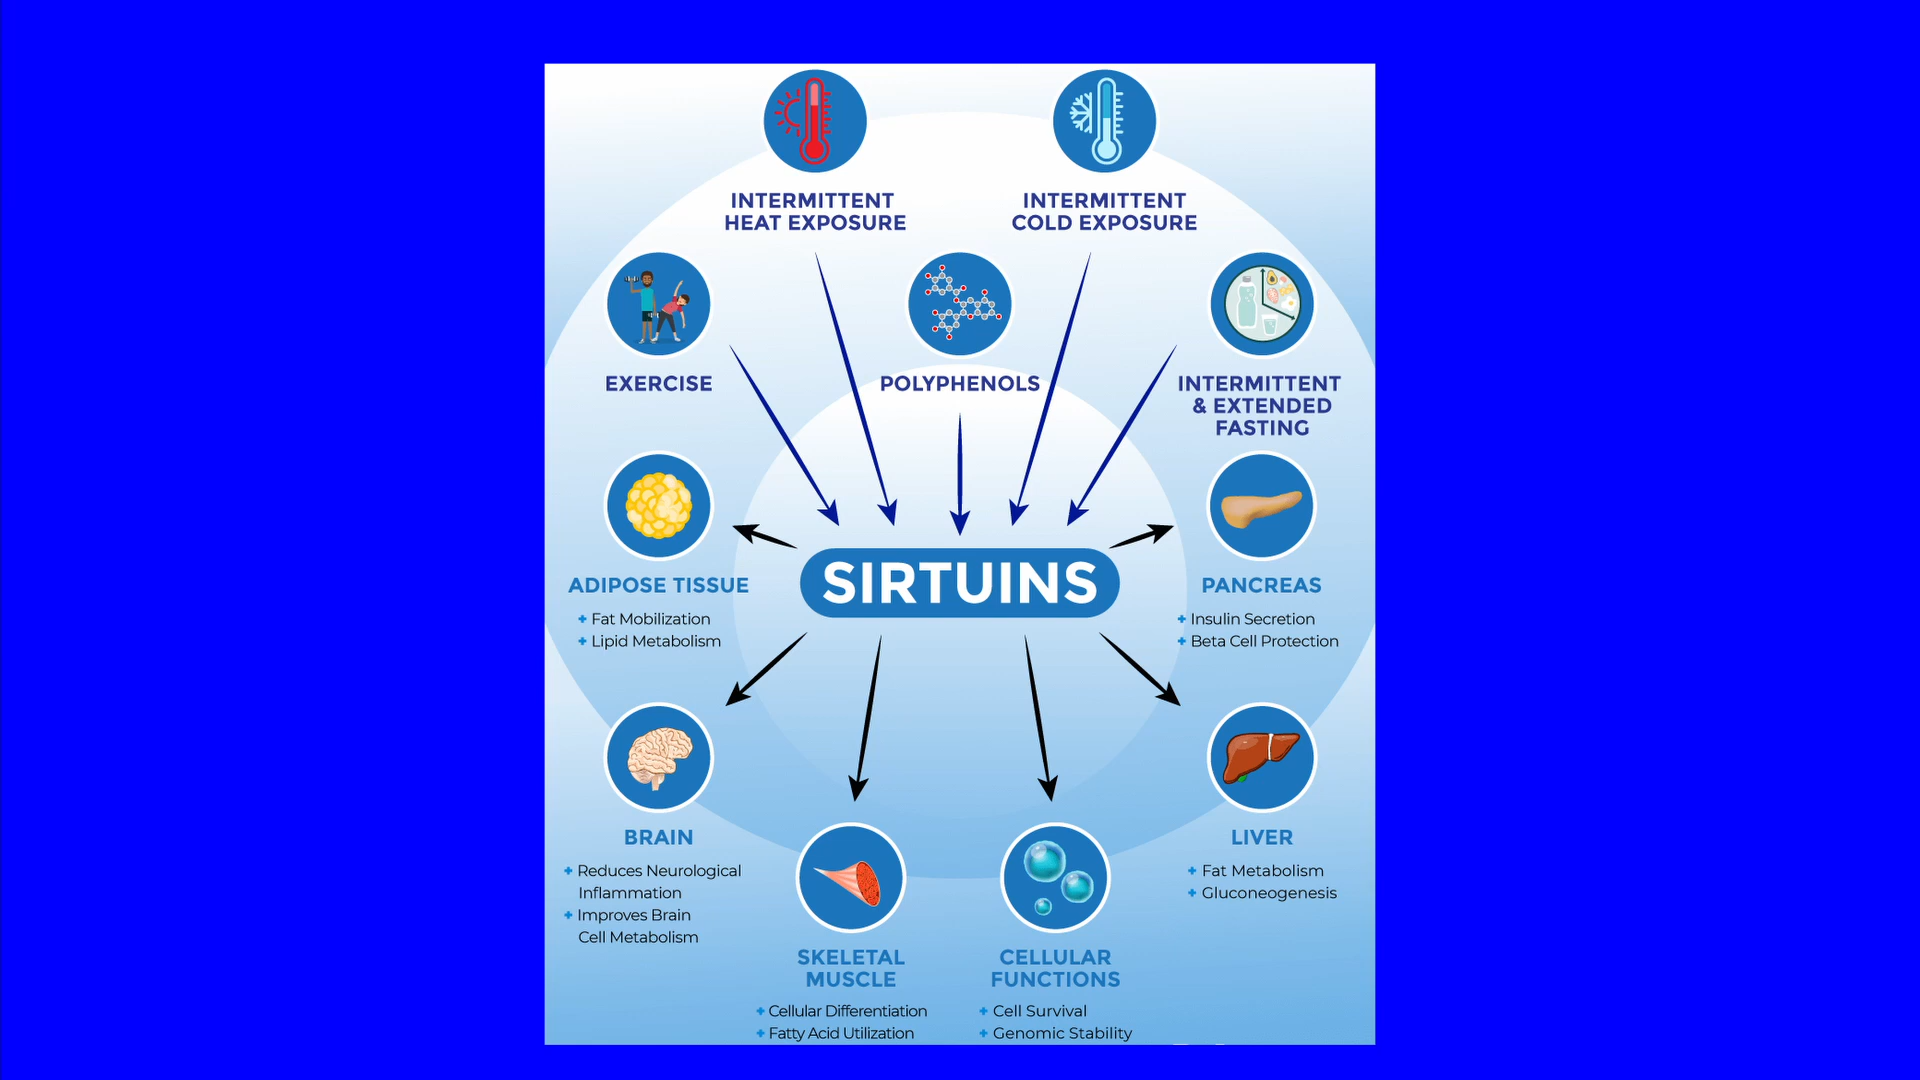 INTERMITTENT
HEAT EXPOSURE
INTERMITTENT
COLD EXPOSURE
EXERCISE
POLYPHENOLS
INTERMITTENT
& EXTENDED
FASTING
SIRTUINS
ADIPOSE TISSUE
+ Fat Mobilization
+ Lipid Metabolism
PANCREAS
+ Insulin Secretion
+ Beta Cell Protection
BRAIN
+ Reduces Neurological
Inflammation
+ Improves Brain
Cell Metabolism
LIVER
+ Fat Metabolism
+ Gluconeogenesis
SKELETAL
MUSCLE
+ Cellular Differentiation
+ Fatty Acid Utilization
CELLULAR
FUNCTIONS
+ Cell Survival
+ Genomic Stability